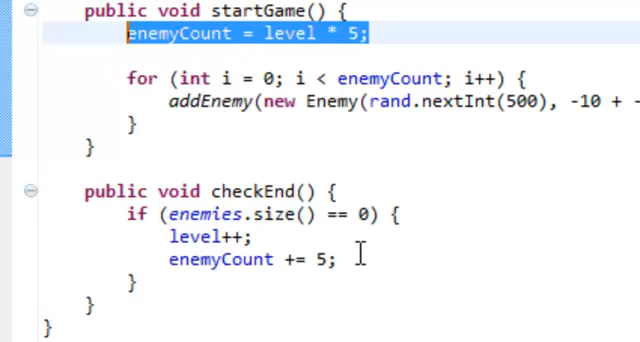 public void startGame() {
enemyCount = level * 5;
for (int i = 0; i < enemyCount; i++) {
addEnemy(new Enemy(rand.nextInt(500), -10 + -
}
}
public void checkEnd() {
if (enemies.size() == 0) {
level++;
enemyCount += 5;
}
}
}